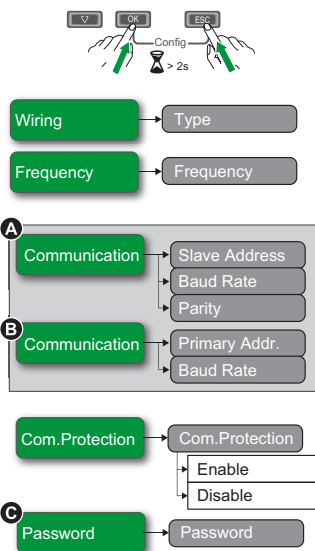 OK ESC
Config
> 2s
Wiring Type
Frequency Frequency
A
Communication Slave Address
Baud Rate
Parity
B
Communication Primary Addr.
Baud Rate
Com.Protection Com.Protection
Enable
Disable
C
Password Password